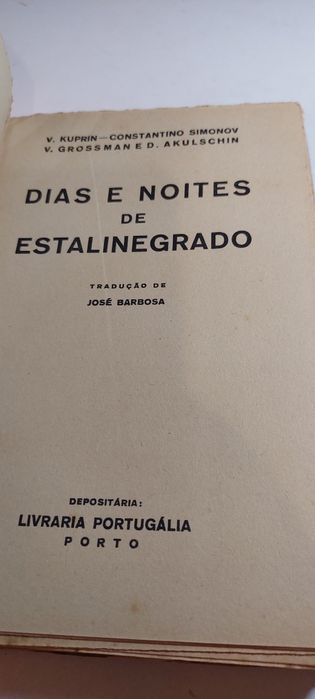 V. KUPRIN—CONSTANTINO SIMONOV
V. GROSSMAN E D. AKULSCHIN
DIAS E NOITES
DE
ESTALINEGRADO
TRADUÇÃO DE
JOSÉ BARBOSA
DEPOSITÁRIA:
LIVRARIA PORTUGÁLIA
PORTO